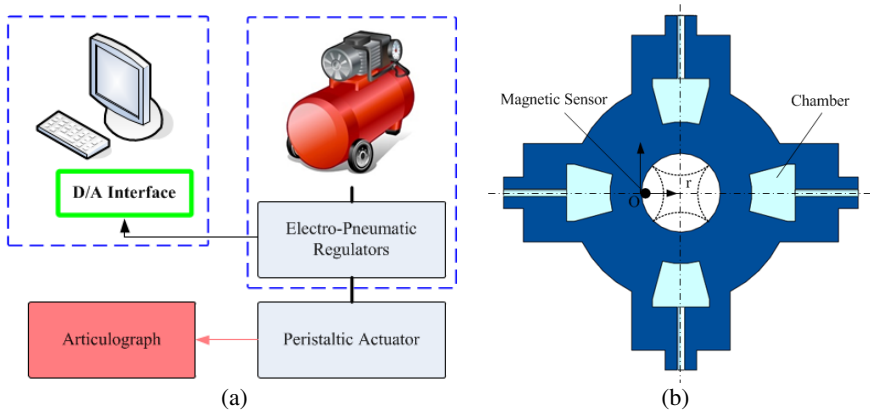 D/A Interface
Electro-Pneumatic
Regulators
Articulograph
Peristaltic Actuator
(a)
Magnetic Sensor
Chamber
r
O
(b)